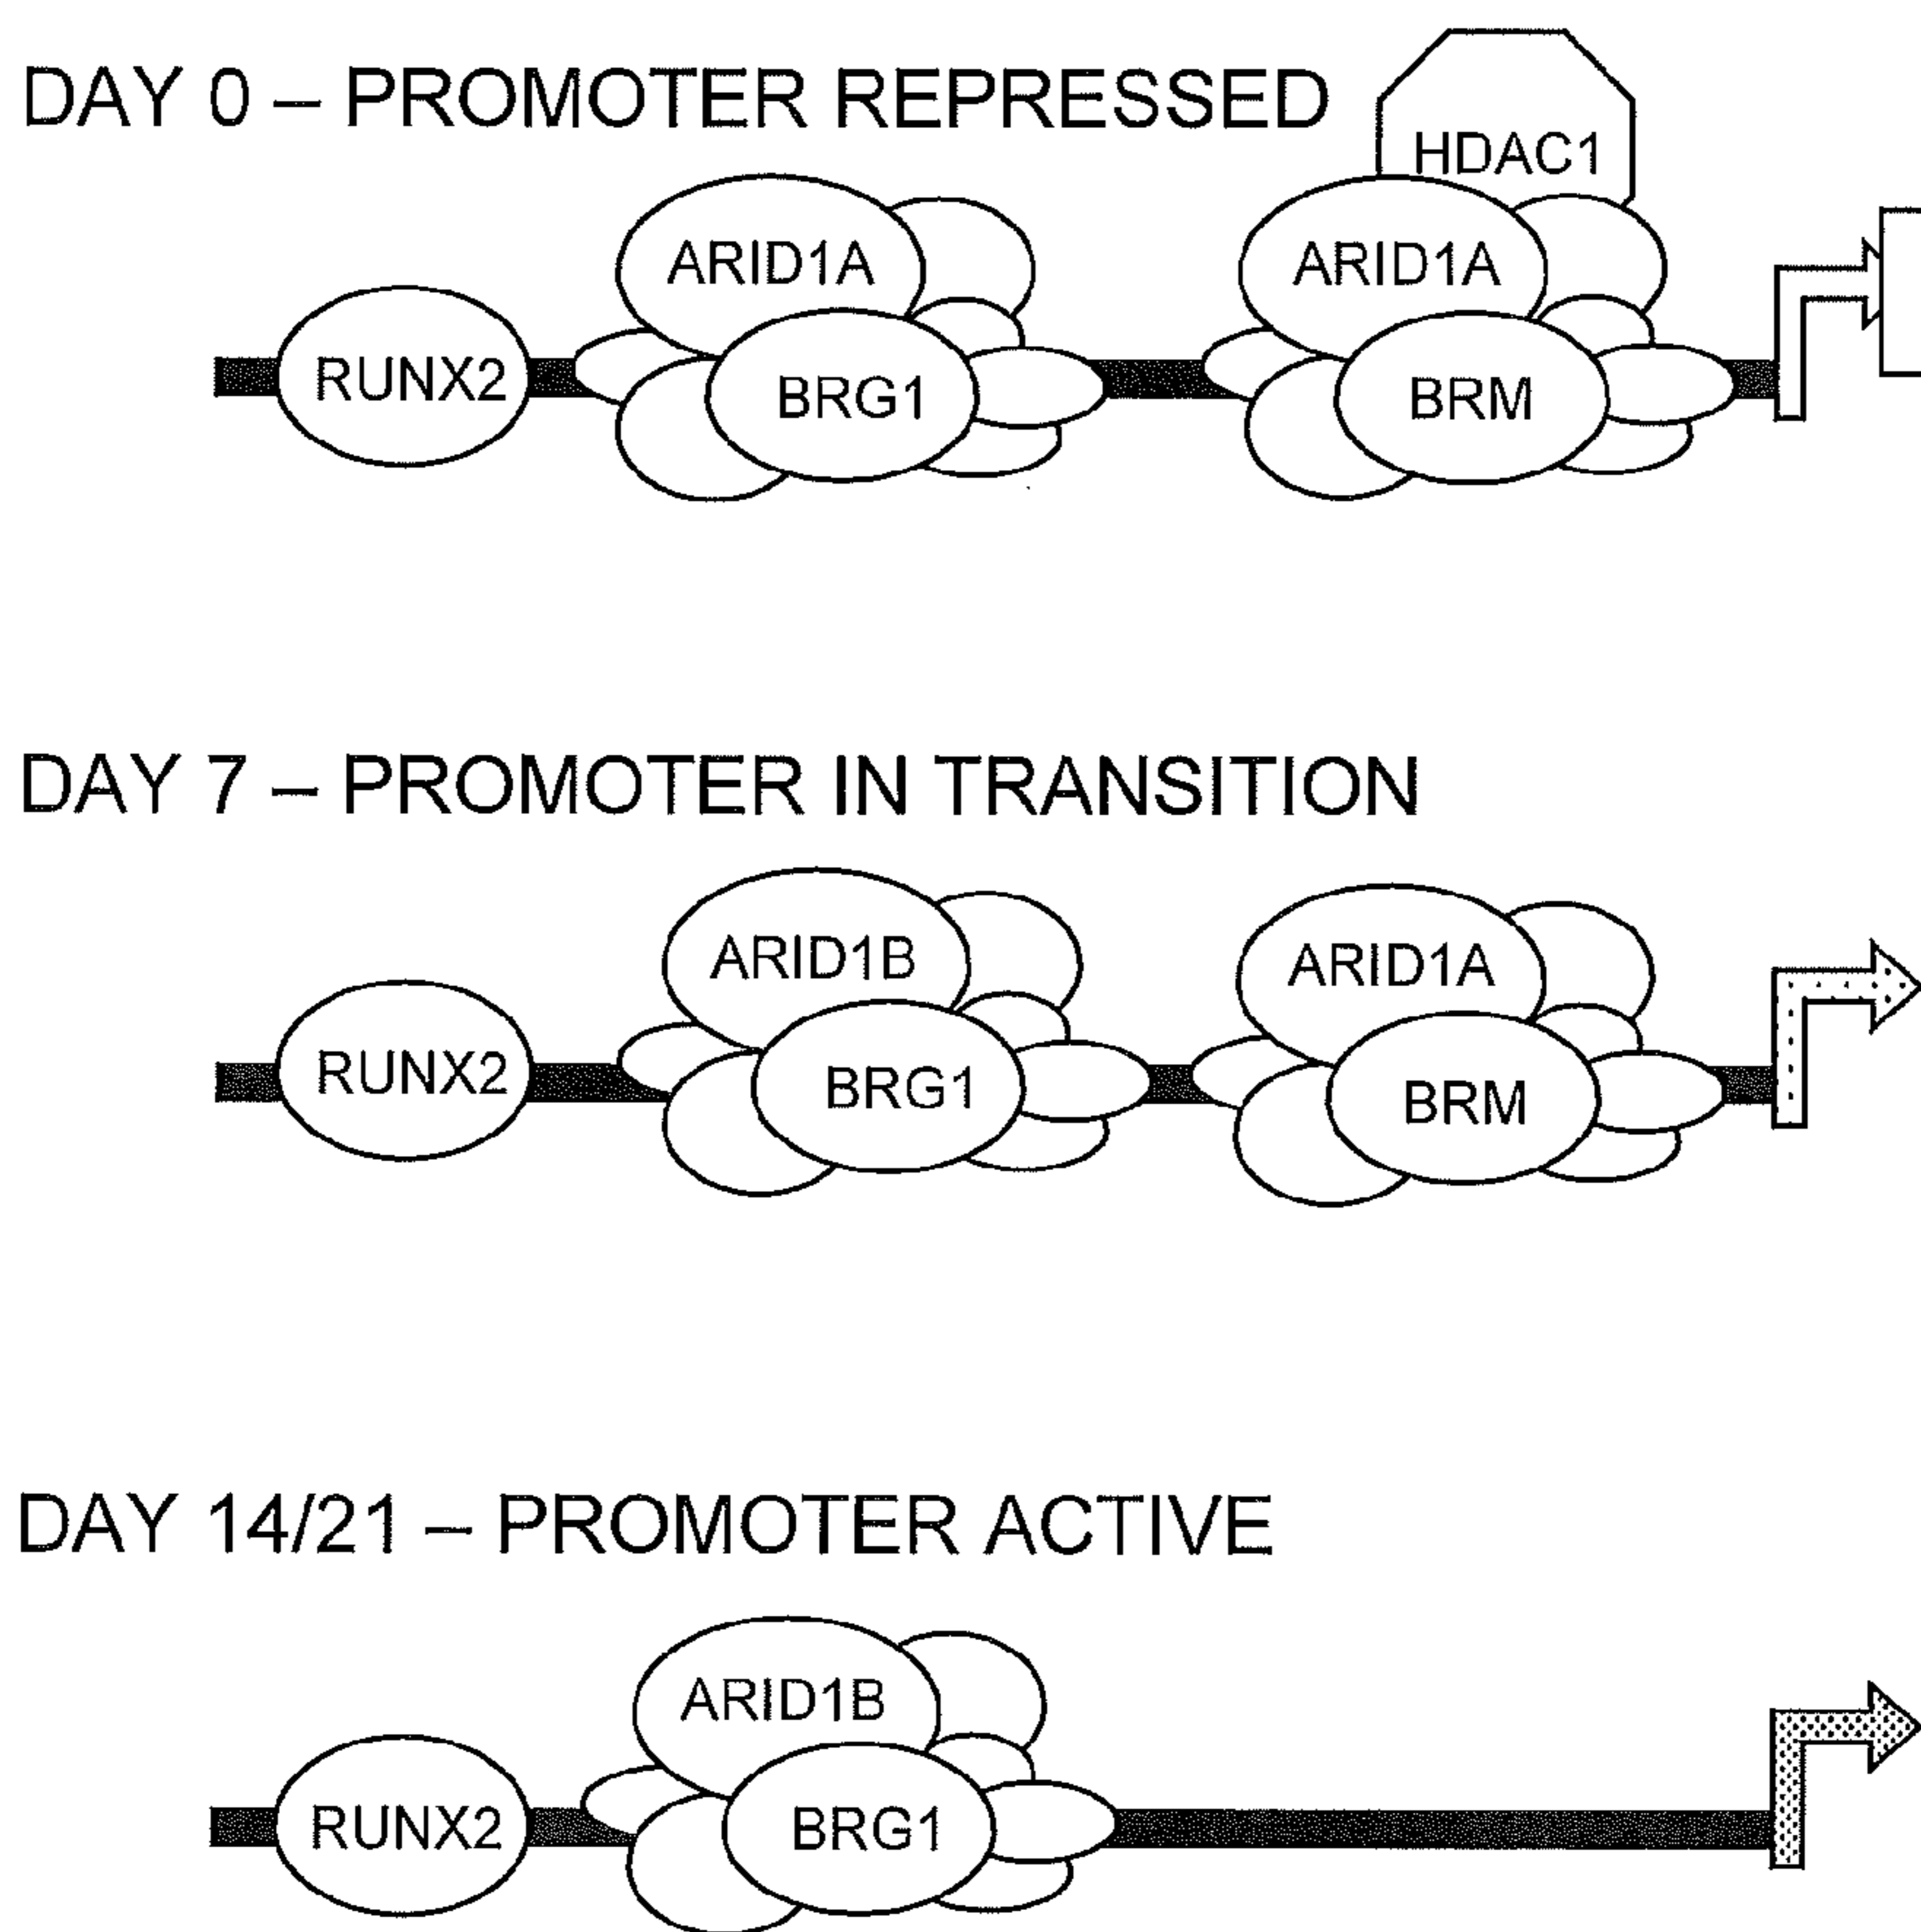 DAY 0 – PROMOTER REPRESSED
HDAC1
ARID1A
ARID1A
RUNX2
BRG1
BRM
DAY 7 – PROMOTER IN TRANSITION
ARID1B
ARID1A
RUNX2
BRG1
BRM
DAY 14/21 – PROMOTER ACTIVE
ARID1B
RUNX2
BRG1